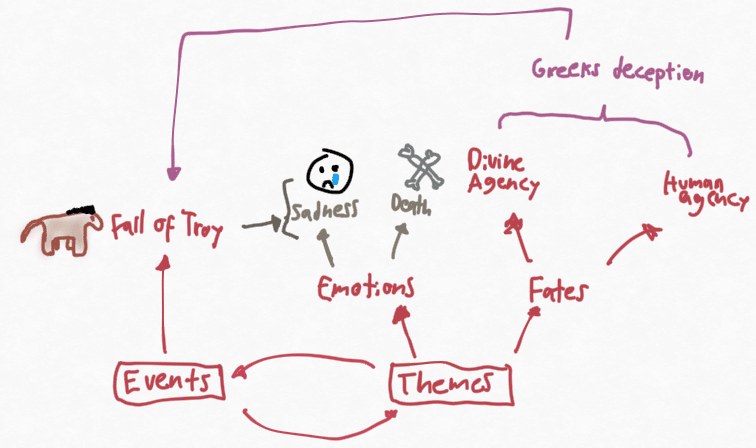 Greeks deception
Divine
Agency
Human
agency
Fall of Troy
Sadness
Death
Emotions
Fates
Events
Themes